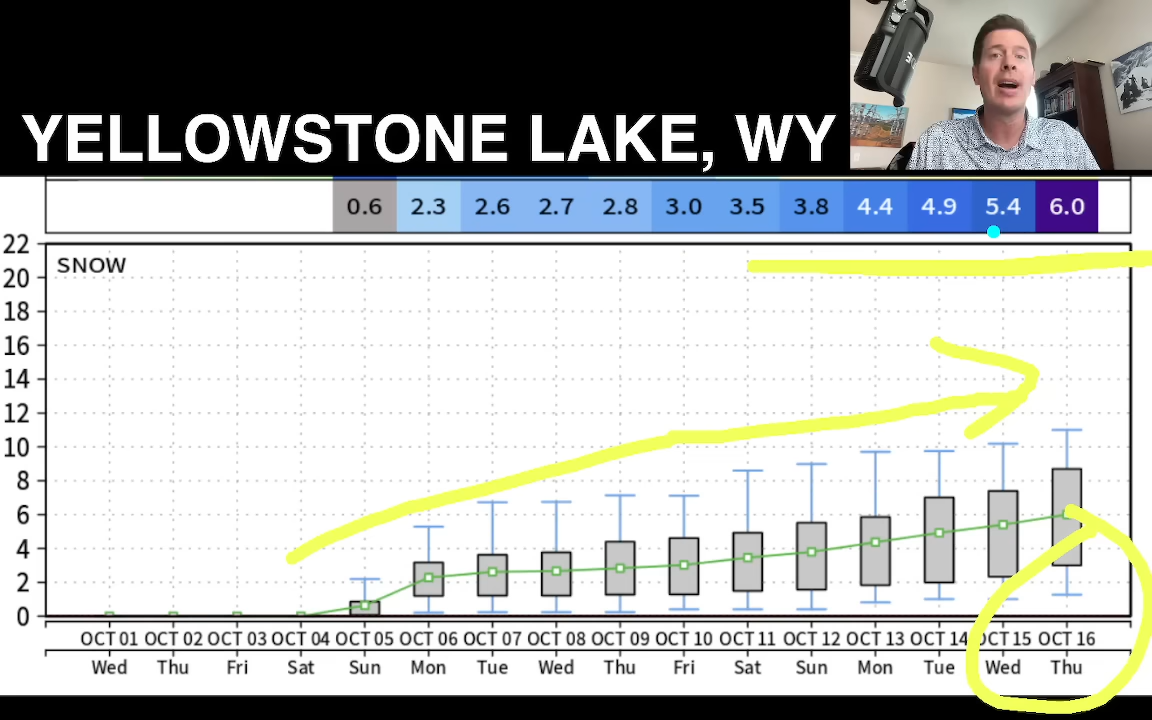 YELLOWSTONE LAKE, WY
0.6 2.3 2.6 2.7 2.8 3.0 3.5 3.8 4.4 4.9 5.4 6.0
SNOW
22
20
18
16
14
12
10
8
6
4
2
0
OCT 01 OCT 02 OCT 03 OCT 04 OCT 05 OCT 06 OCT 07 OCT 08 OCT 09 OCT 10 OCT 11 OCT 12 OCT 13 OCT 14 OCT 15 OCT 16
Wed Thu Fri Sat Sun Mon Tue Wed Thu Fri Sat Sun Mon Tue Wed Thu